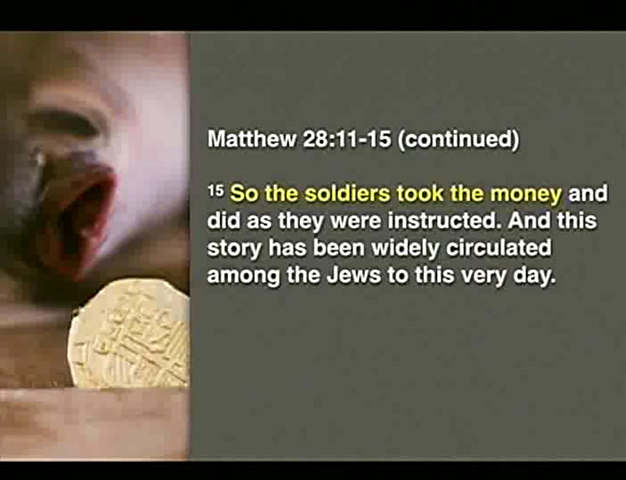 Matthew 28:11-15 (continued)
15 So the soldiers took the money and
did as they were instructed. And this
story has been widely circulated
among the Jews to this very day.